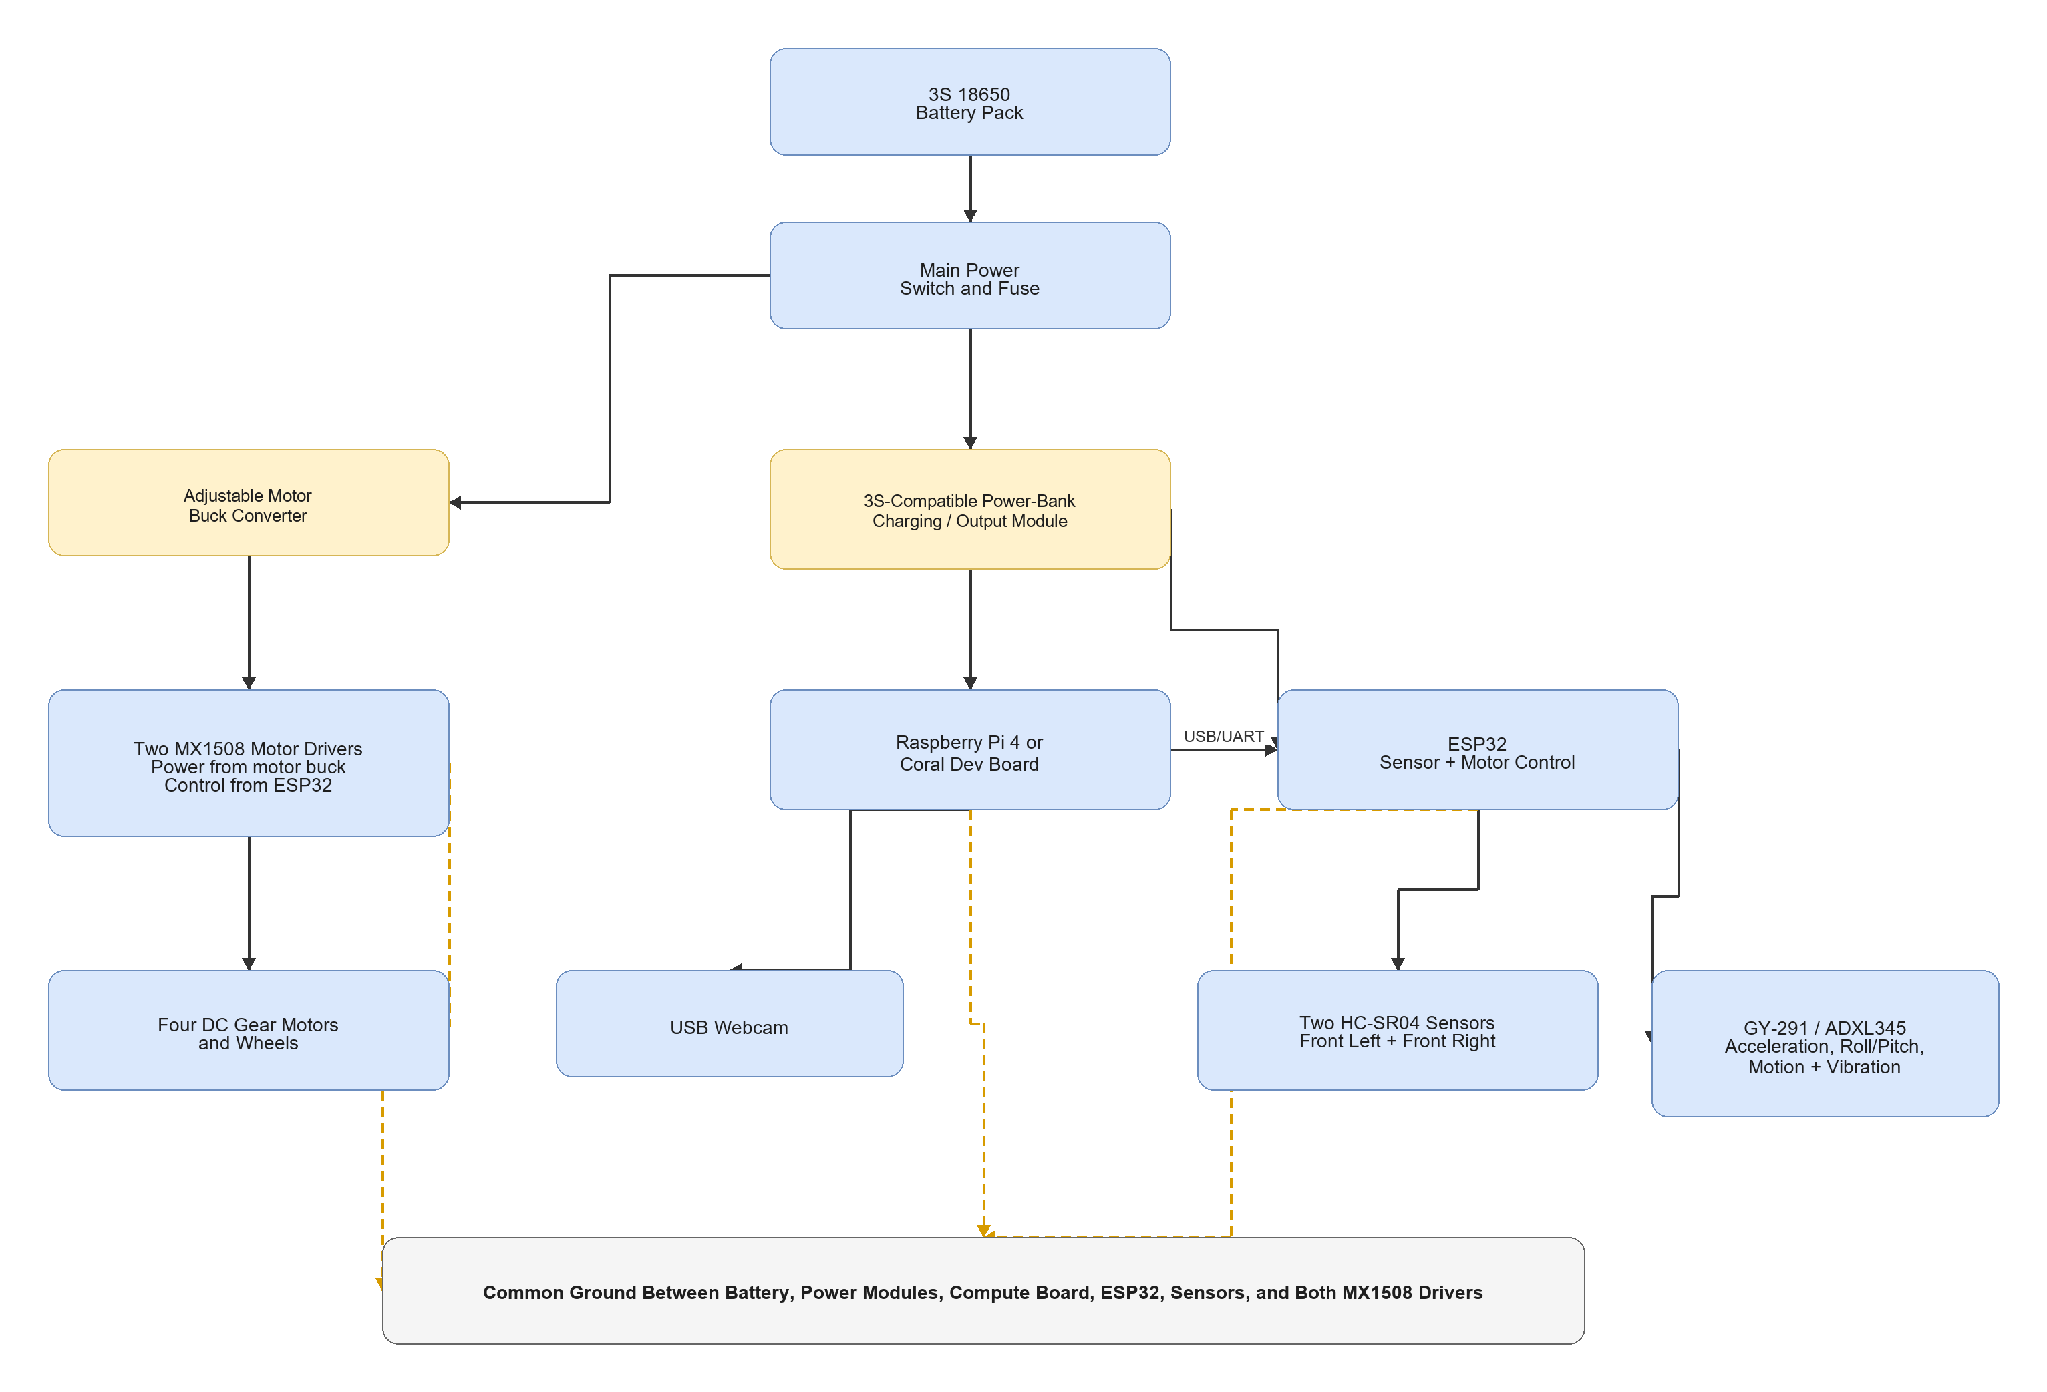 3S 18650
Battery Pack
Main Power
Switch and Fuse
Adjustable Motor
Buck Converter
3S-Compatible Power-Bank
Charging / Output Module
Two MX1508 Motor Drivers
Power from motor buck
Control from ESP32
Raspberry Pi 4 or
Coral Dev Board
USB/UART
ESP32
Sensor + Motor Control
Four DC Gear Motors
and Wheels
USB Webcam
Two HC-SR04 Sensors
Front Left + Front Right
GY-291 / ADXL345
Acceleration, Roll/Pitch,
Motion + Vibration
Common Ground Between Battery, Power Modules, Compute Board, ESP32, Sensors, and Both MX1508 Drivers